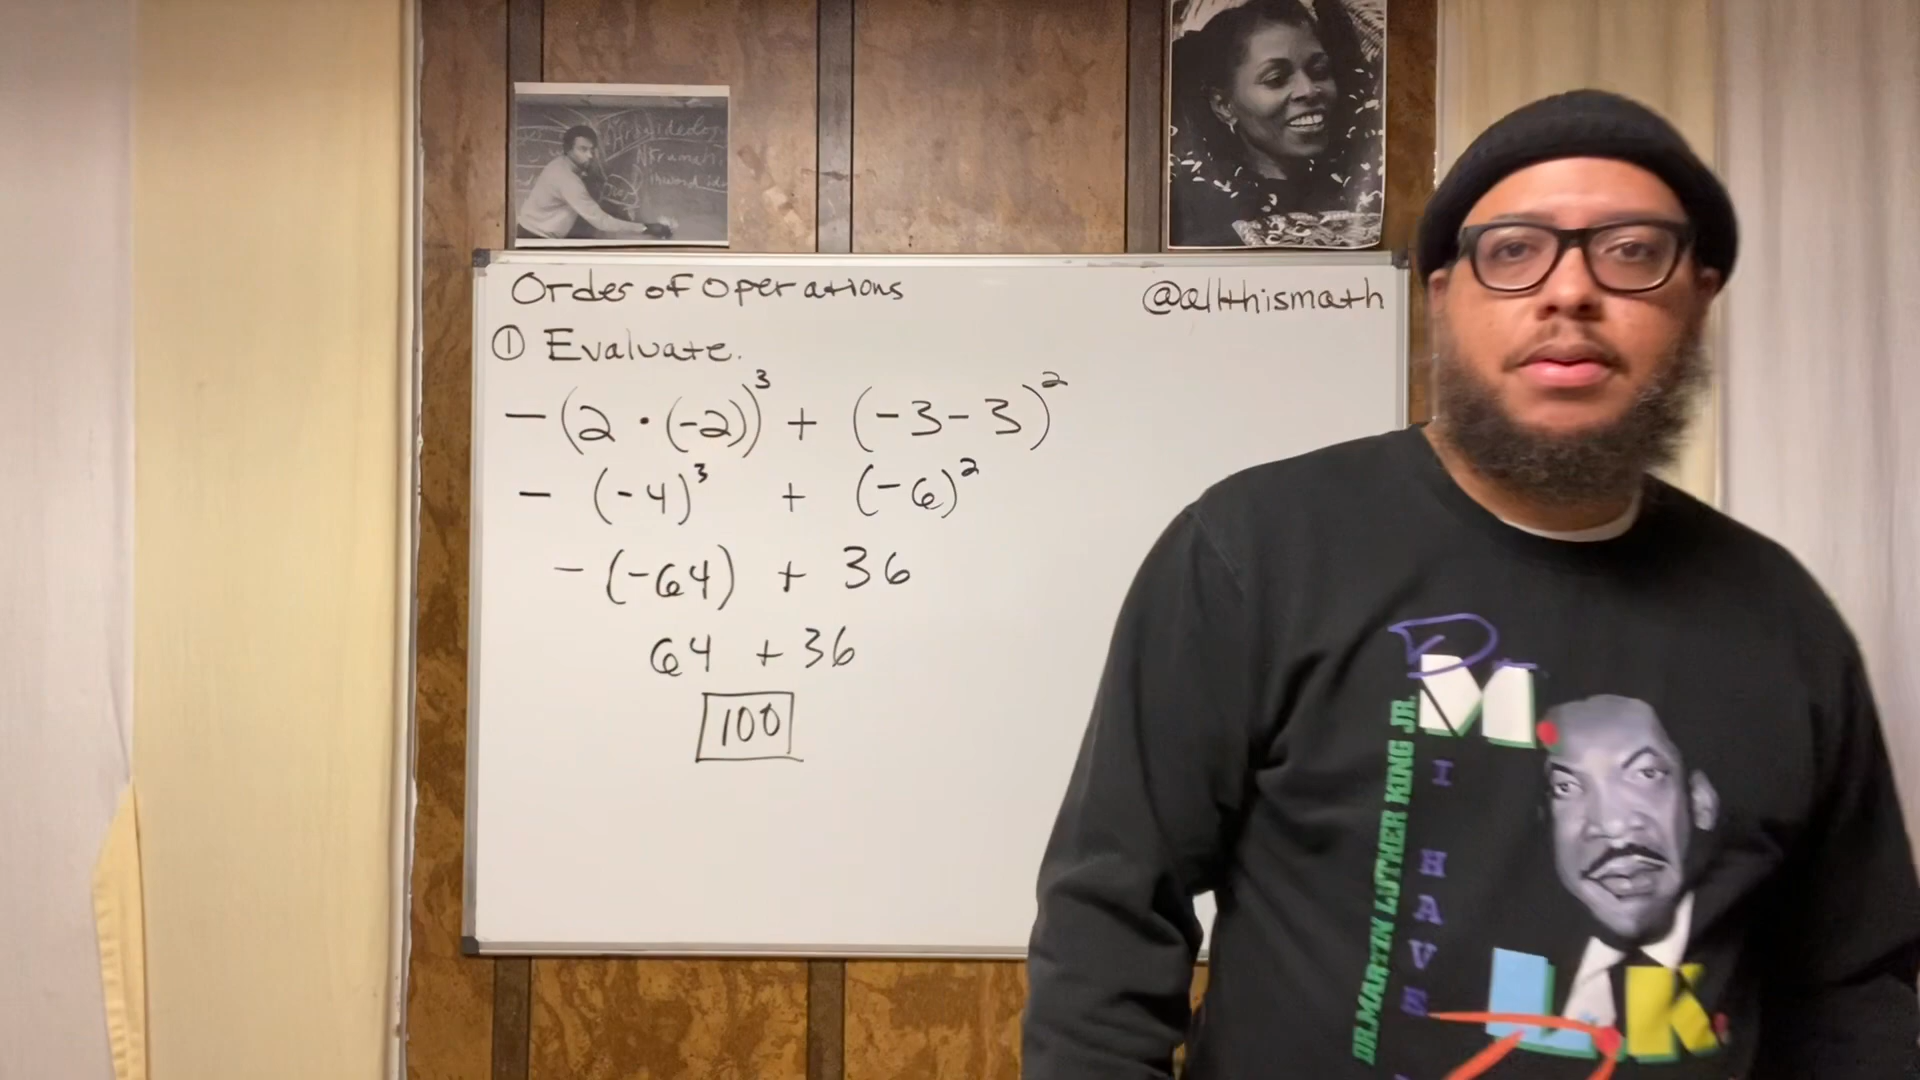 Order of Operations
@allthismath
① Evaluate.
-(2 · (-2))³ + (-3-3)²
- (-4)³ + (-6)²
-(-64) + 36
64 + 36
100
Dr.
M.
DR.MARTIN LUTHER KING JR.
I HAVE
L.K.